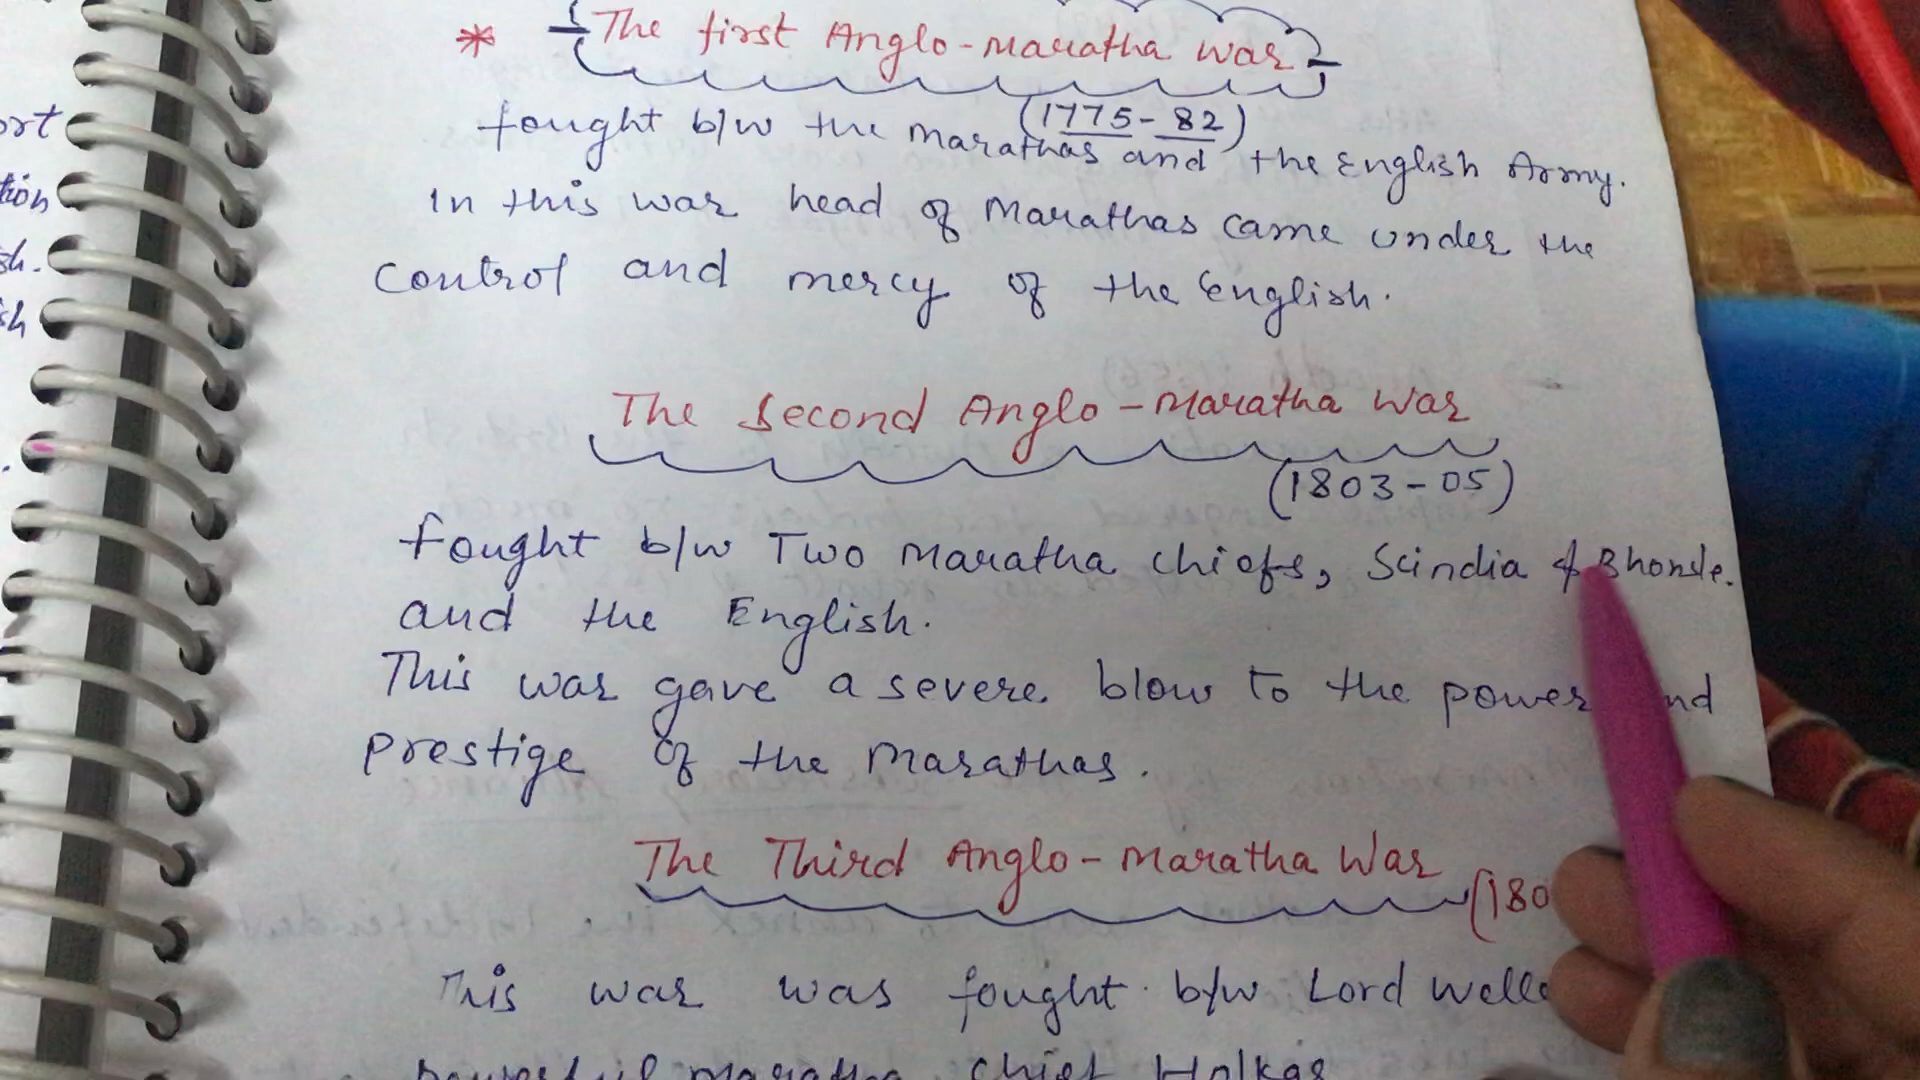 * The first Anglo-Maratha War
(1775-82)
fought b/w the Marathas and the English Army.
In this war head of Marathas came under the
control and mercy of the English.
The Second Anglo-Maratha War
(1803-05)
Fought b/w Two Maratha chiefs, Scindia & Bhonsle.
and the English.
This war gave a severe blow to the power
prestige of the Marathas.
The Third Anglo-Maratha War
This war was fought b/w Lord
Maratha chief Holkar